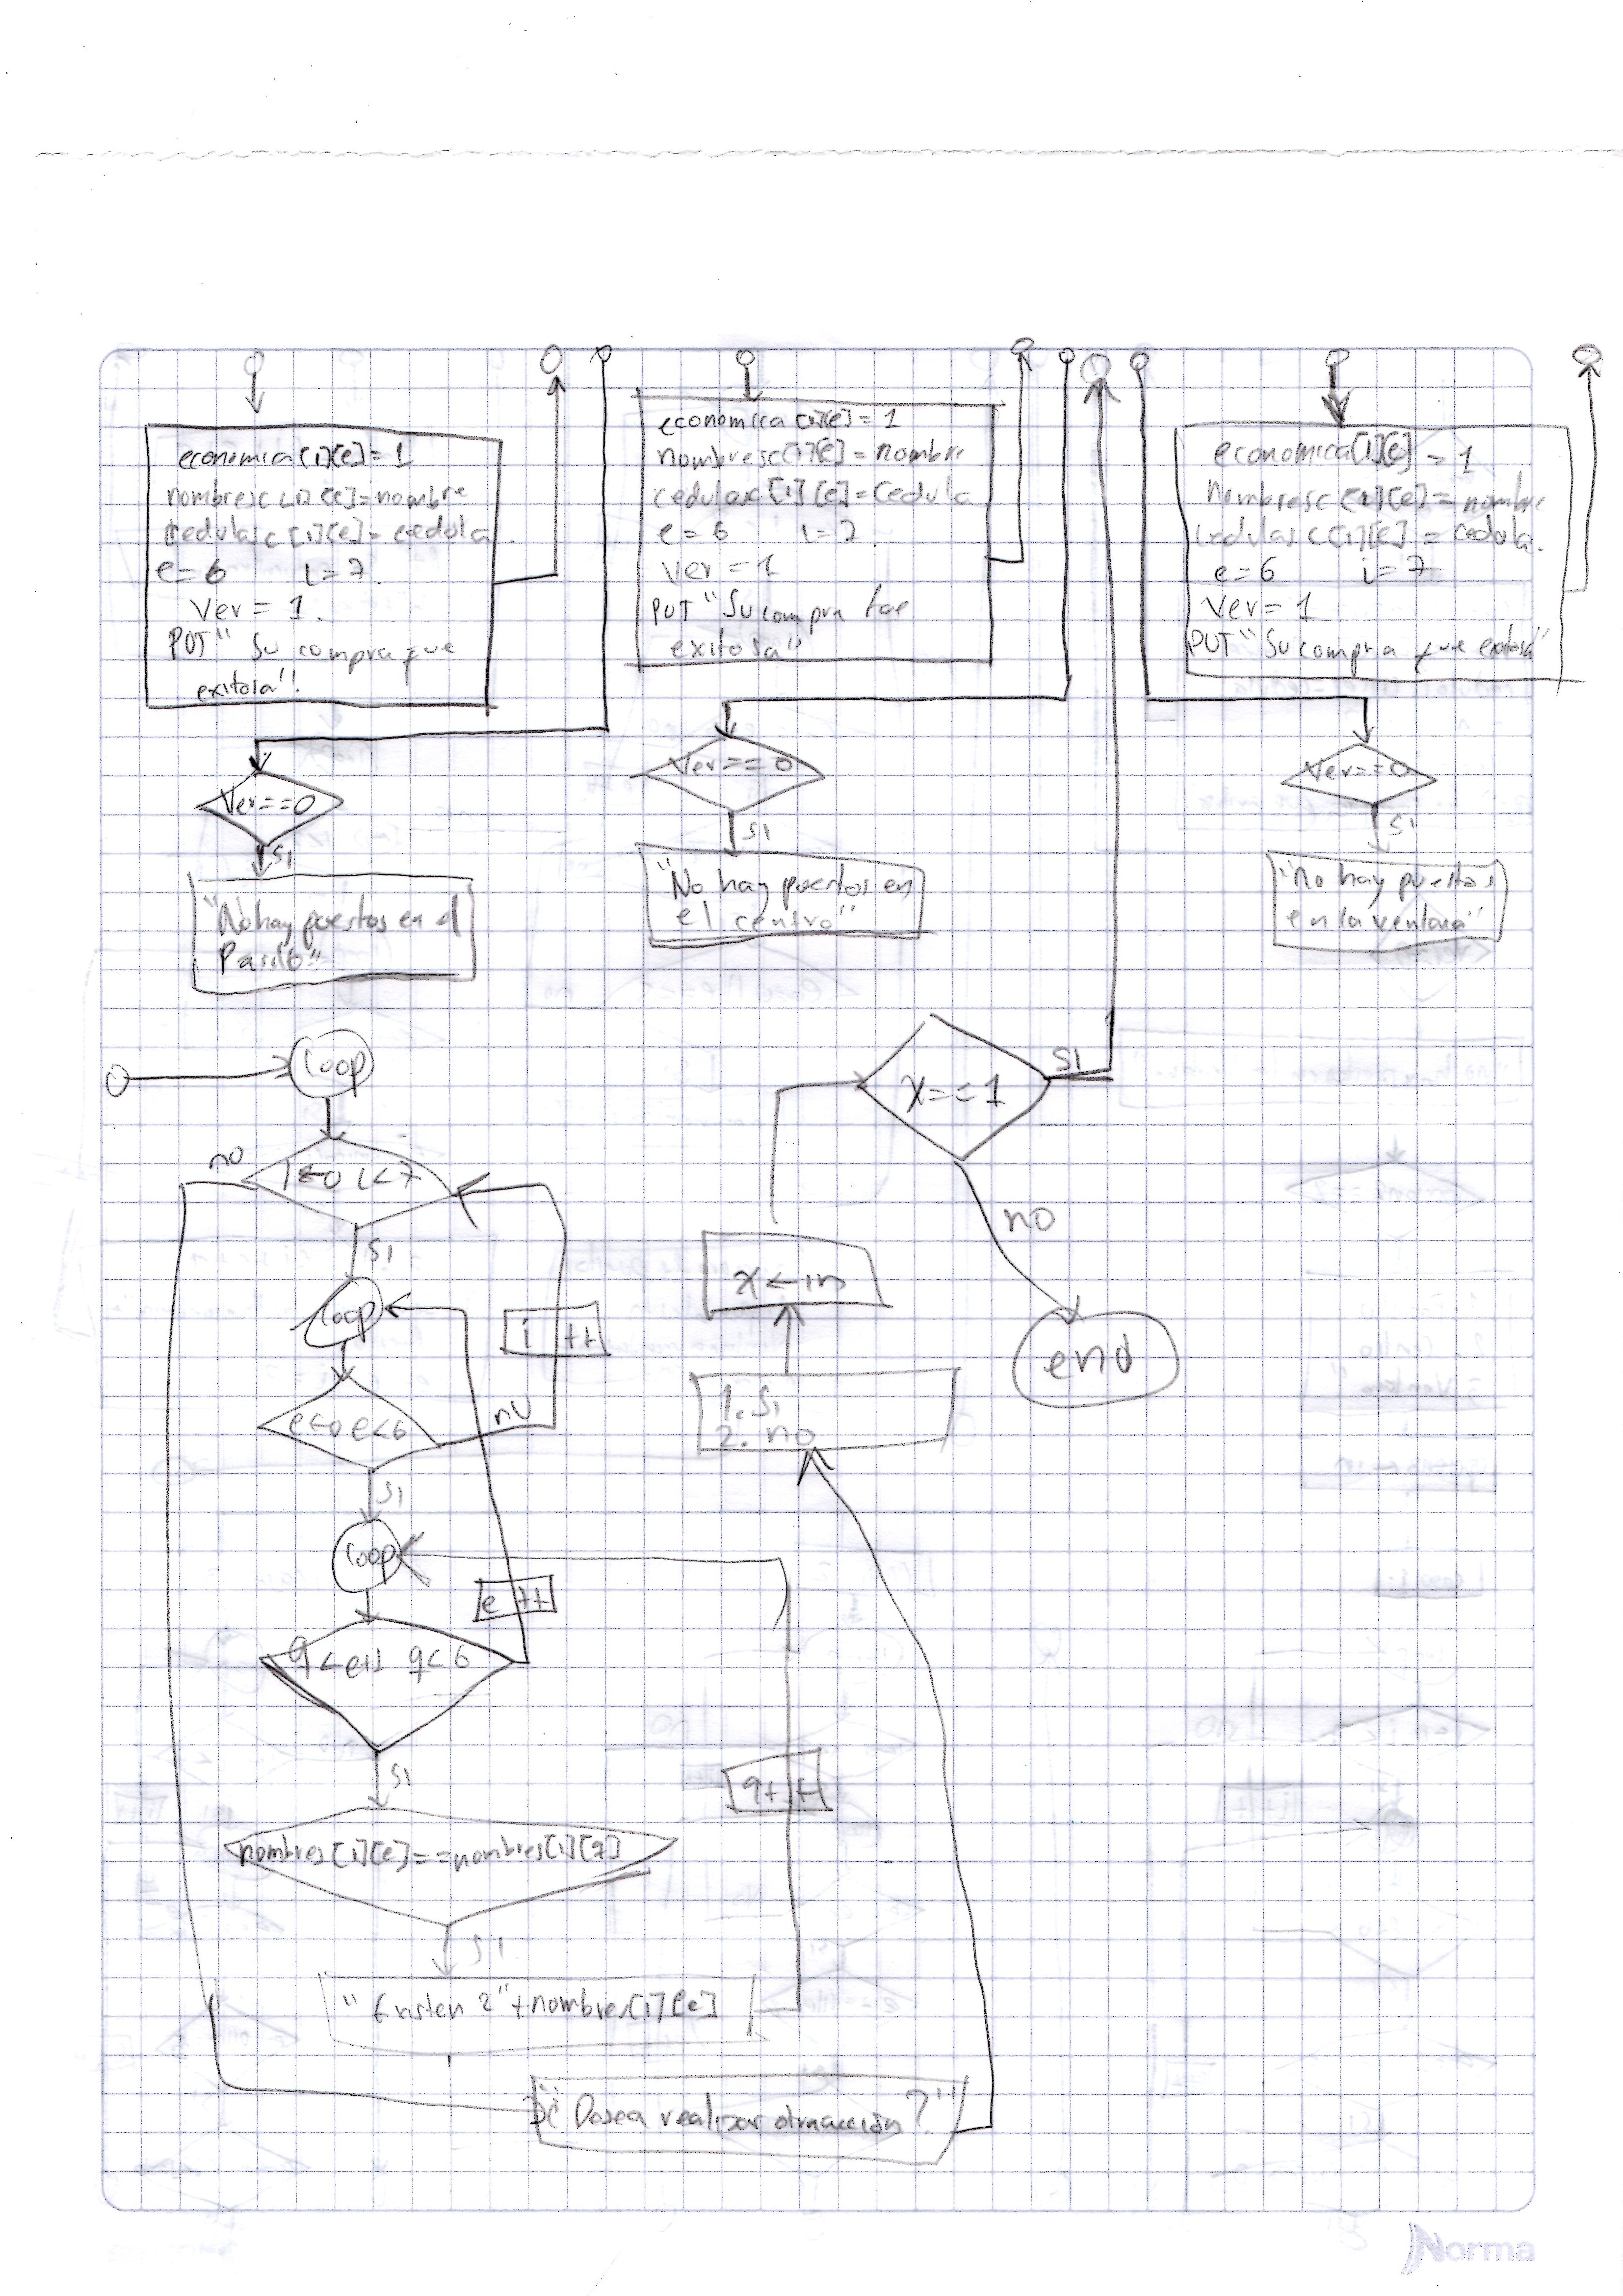 economica[i][e]=1
nombresc[i][e]=nombre
cedulasc[i][e]=cedula
e=6 i=7
Ver=1.
PUT" Su compra que
exitosa"
economica[i][e]=1
nombresc[i][e]=nombre
cedulasc[i][e]=Cedula
e=6 i=7
Ver=1
PUT "Su compra fue
exitosa"
economica[i][e]=1
Nombresc[i][e]=nombre
cedulasc[i][e]=cedula.
e=6 i=7
Ver=1
PUT "Su compra fue exitosa"
Ver==0
si
"No hay puestos en el
Pasillo"
Ver==0
si
"No hay puestos en
el centro"
Ver==0
si
"no hay puestos
en la ventana"
loop
no
i←0 i<7
si
loop
i++
e←0 e<6
no
si
loop
e++
q←e+1 q<6
si
q++
nombres[i][e]==nombres[i][q]
si
"Existen 2"+nombres[i][e]
"¿Desea realizar otra acción?"
1. Si
2. no
x←in
x==1
si
no
end
Norma